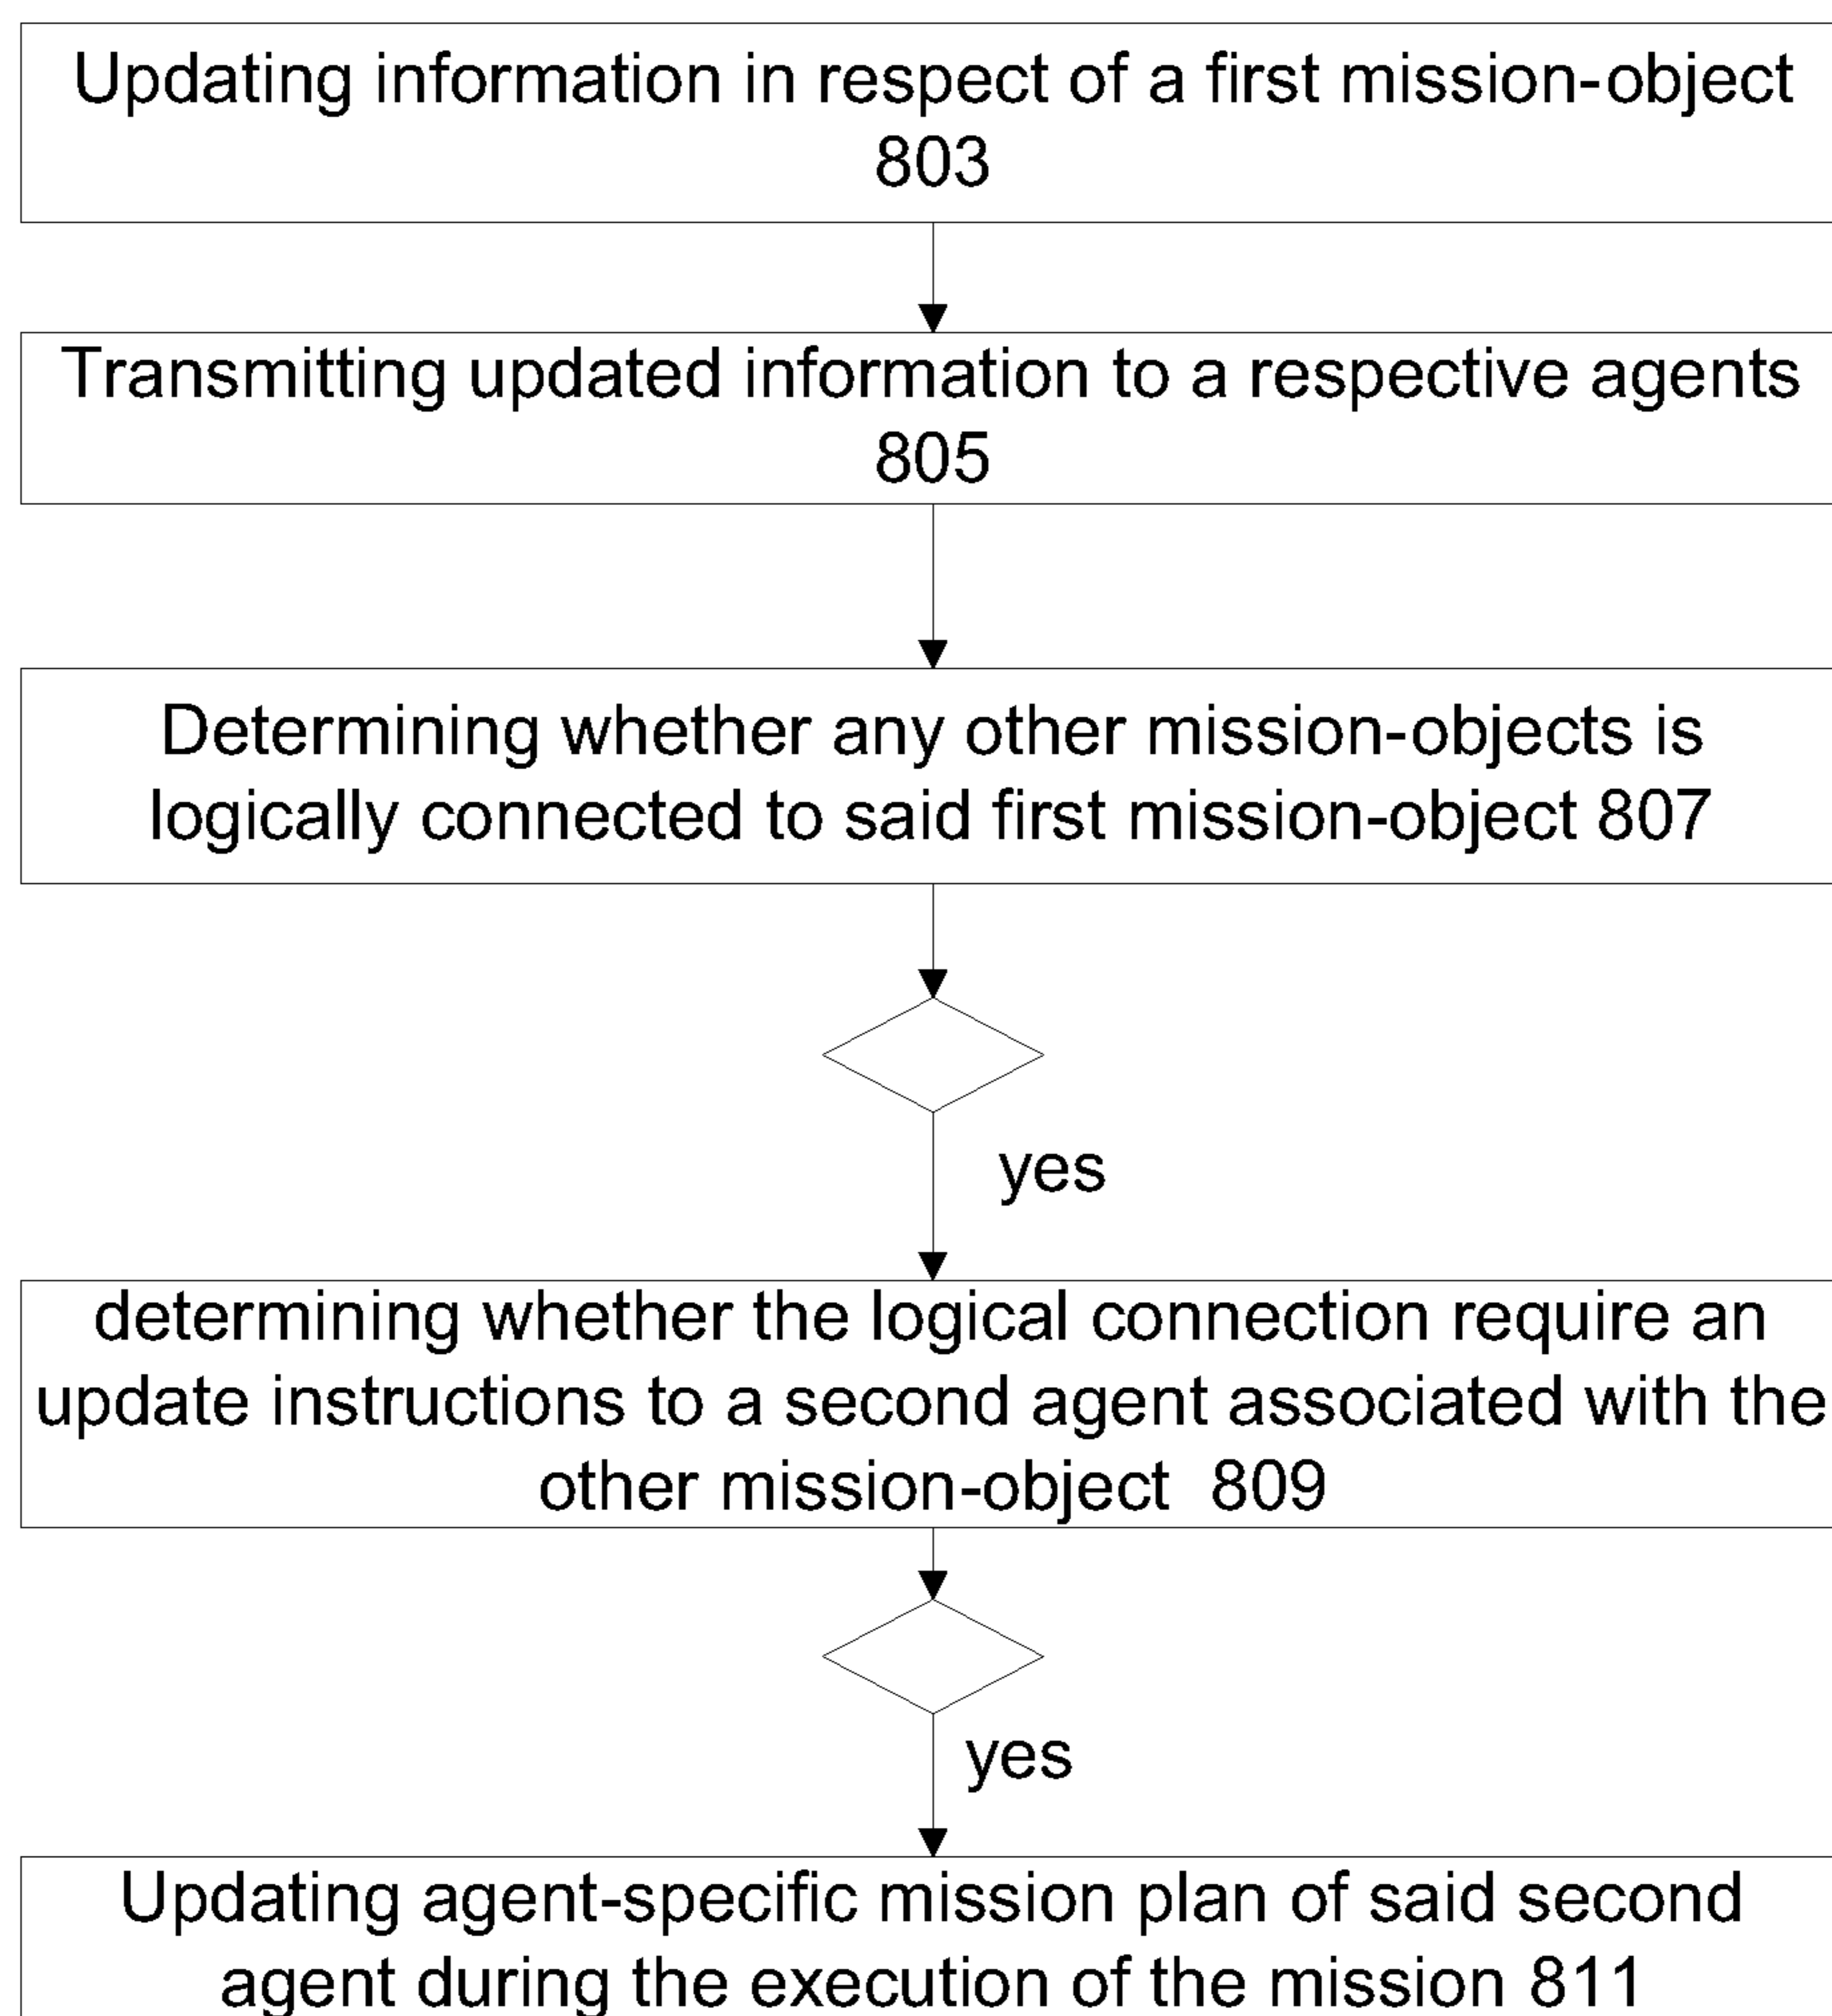 Updating information in respect of a first mission-object
803
Transmitting updated information to a respective agents
805
Determining whether any other mission-objects is
logically connected to said first mission-object 807
yes
determining whether the logical connection require an
update instructions to a second agent associated with the
other mission-object 809
yes
Updating agent-specific mission plan of said second
agent during the execution of the mission 811